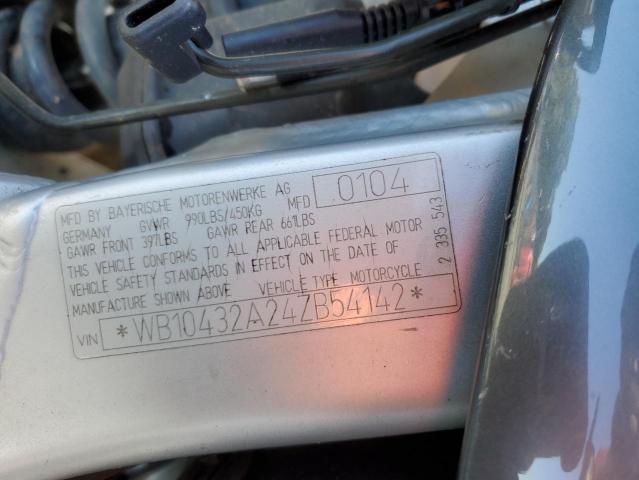 MFD BY BAYERISCHE MOTORENWERKE AG
GERMANY GVWR 990LBS/450KG MFD 0104
GAWR FRONT 397LBS GAWR REAR 661LBS
THIS VEHICLE CONFORMS TO ALL APPLICABLE FEDERAL MOTOR
VEHICLE SAFETY STANDARDS IN EFFECT ON THE DATE OF
MANUFACTURE SHOWN ABOVE VEHICLE TYPE MOTORCYCLE
VIN *WB10432A24ZB54142*
2 335 543